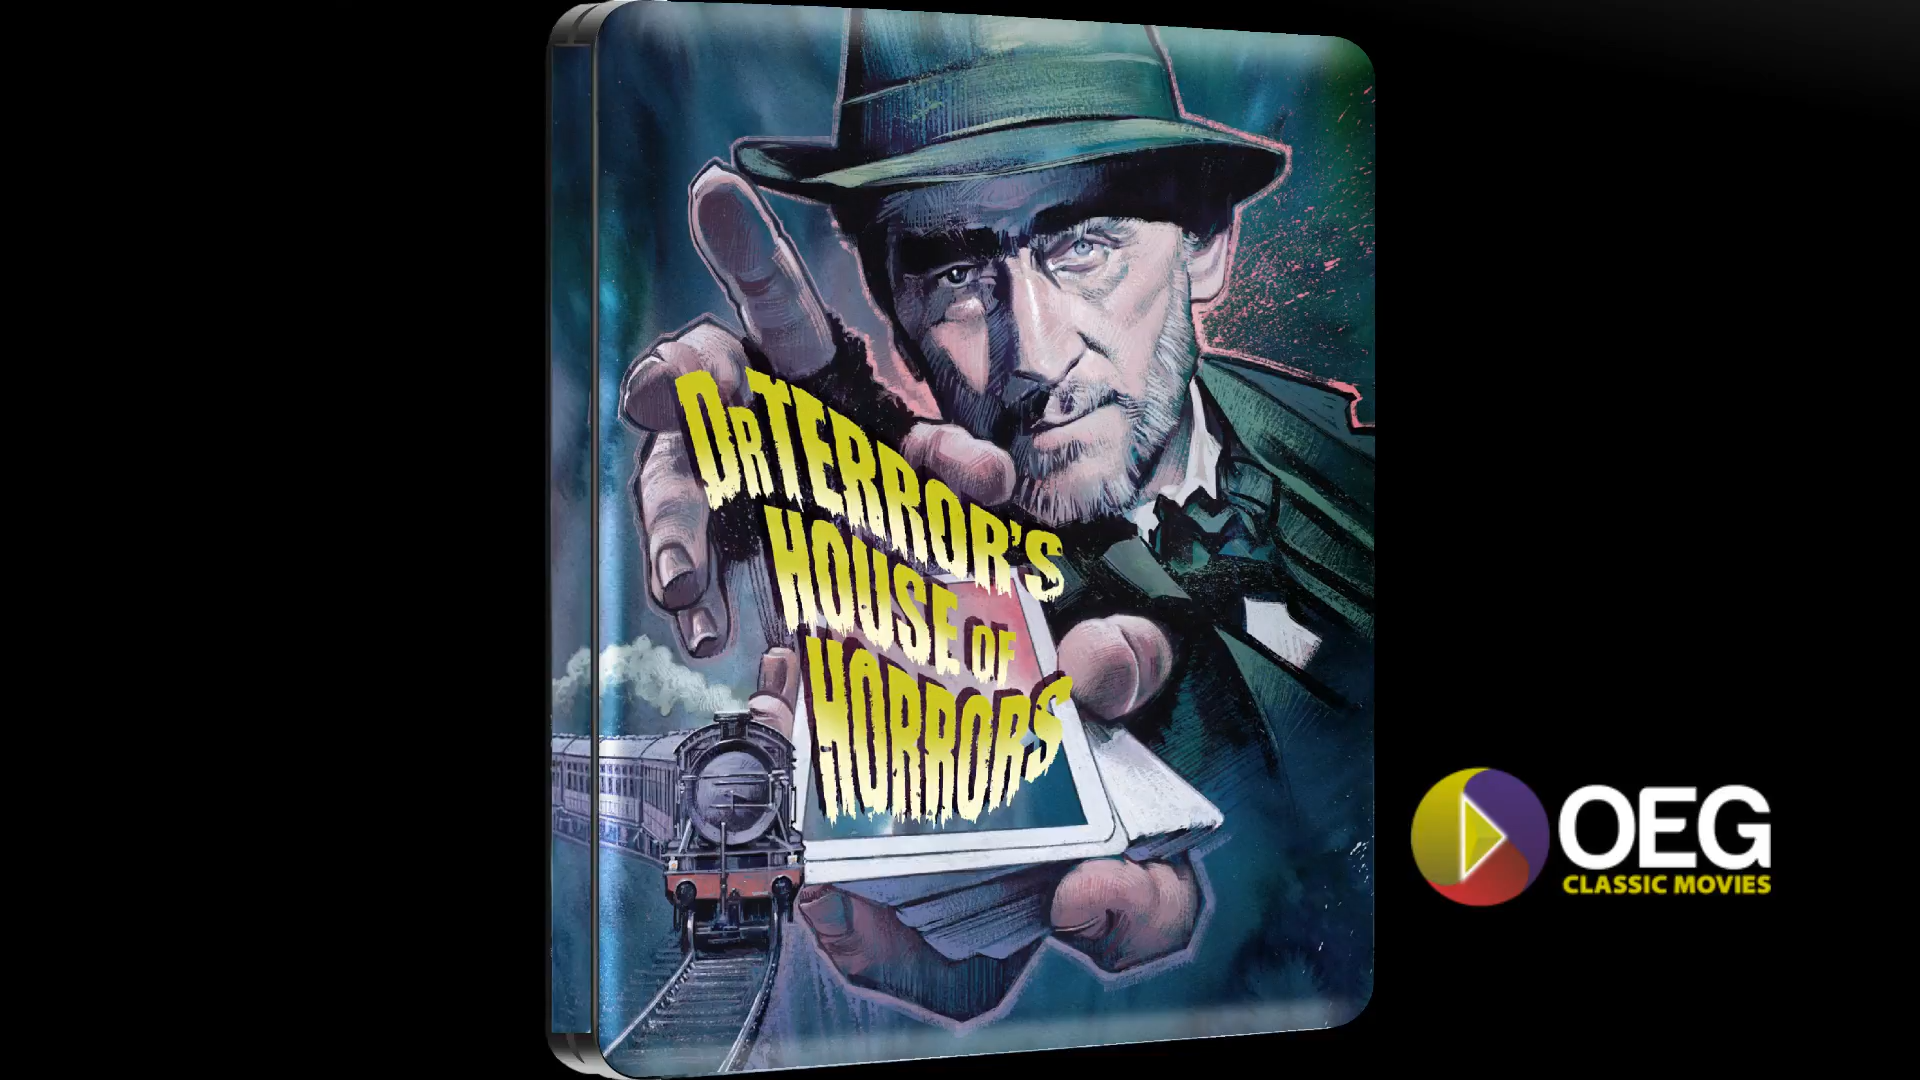 DR TERROR'S
HOUSE OF
HORRORS
OEG
CLASSIC MOVIES